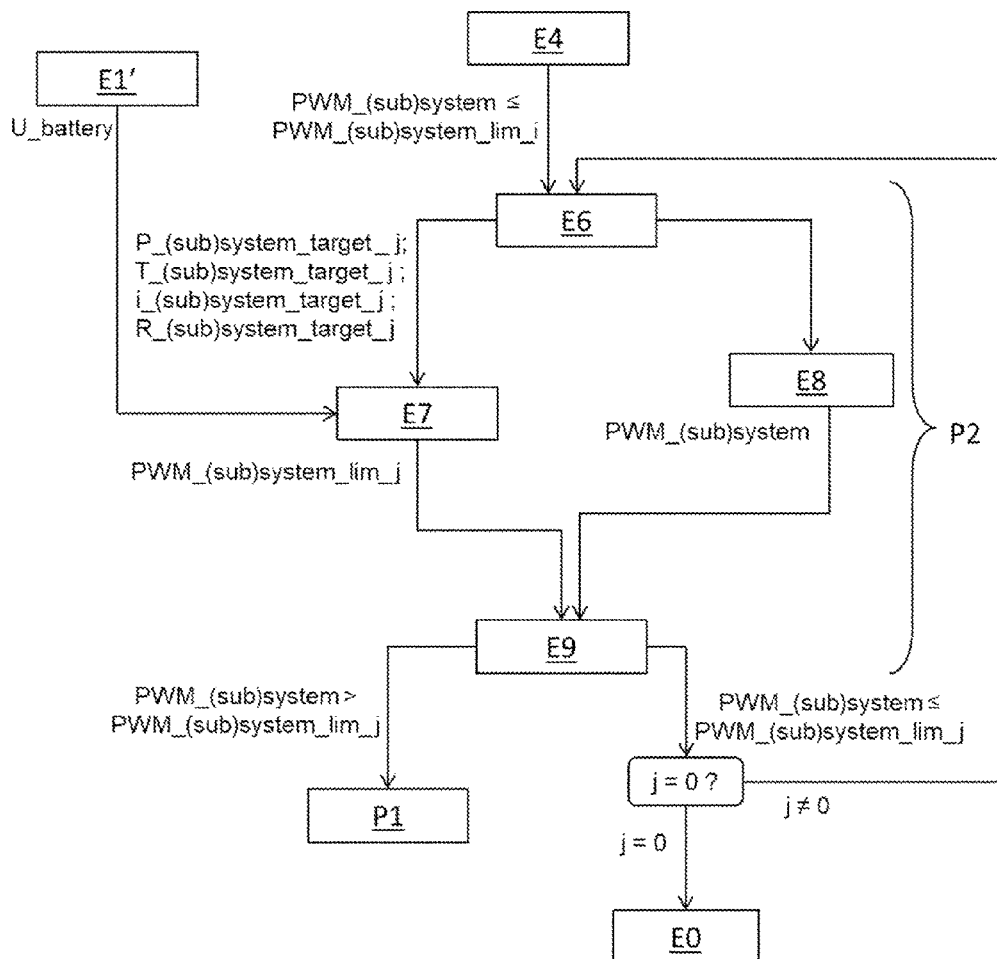 E4
E1'
PWM_(sub)system ≤
PWM_(sub)system_lim_i
U_battery
E6
P_(sub)system_target_ j;
T_(sub)system_target_j ;
i_(sub)system_target_j ;
R_(sub)system_target_j
E8
E7
PWM_(sub)system
P2
PWM_(sub)system_lim_j
E9
PWM_(sub)system >
PWM_(sub)system_lim_j
PWM_(sub)system ≤
PWM_(sub)system_lim_j
j = 0 ?
j ≠ 0
P1
j = 0
E0